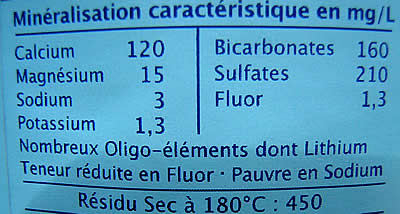 Minéralisation caractéristique en mg/L
Calcium 120 Bicarbonates 160
Magnésium 15 Sulfates 210
Sodium 3 Fluor 1,3
Potassium 1,3
Nombreux Oligo-éléments dont Lithium
Teneur réduite en Fluor · Pauvre en Sodium
Résidu Sec à 180°C : 450